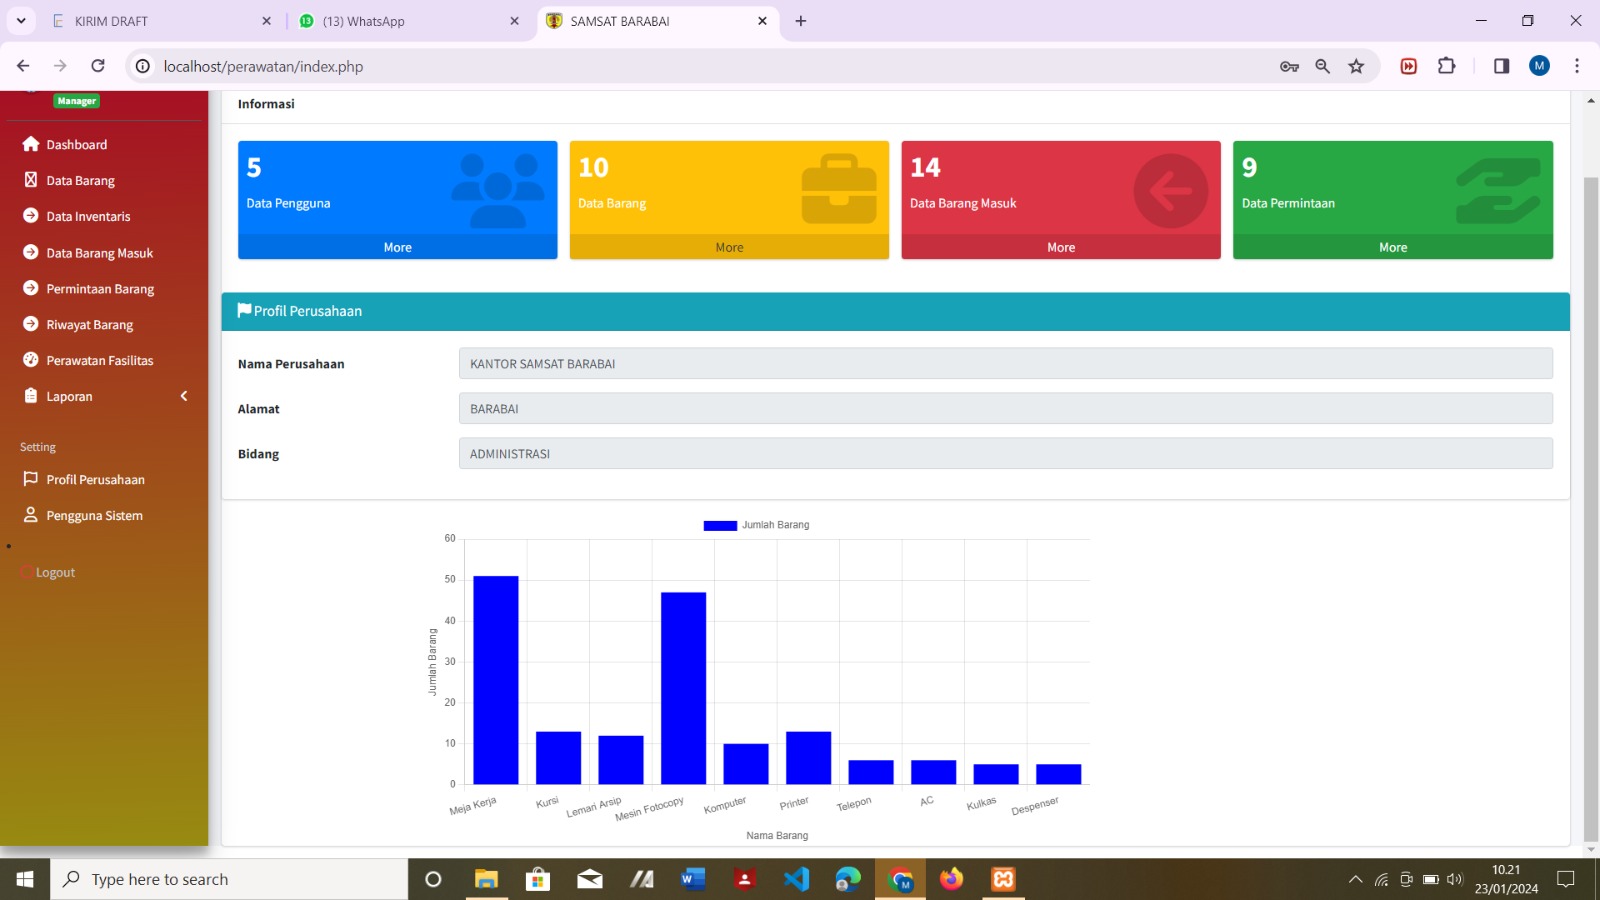 KIRIM DRAFT
13
(13) WhatsApp
SAMSAT BARABAI
localhost/perawatan/index.php
M
Manager
Dashboard
Data Barang
Data Inventaris
Data Barang Masuk
Permintaan Barang
Riwayat Barang
Perawatan Fasilitas
Laporan
Setting
Profil Perusahaan
Pengguna Sistem
Logout
Informasi
5
Data Pengguna
More
10
Data Barang
More
14
Data Barang Masuk
More
9
Data Permintaan
More
Profil Perusahaan
Nama Perusahaan
KANTOR SAMSAT BARABAI
Alamat
BARABAI
Bidang
ADMINISTRASI
Jumlah Barang
60
50
40
30
20
10
0
Jumlah Barang
Meja Kerja
Kursi
Lemari Arsip
Mesin Fotocopy
Komputer
Printer
Telepon
AC
Kulkas
Despenser
Nama Barang
Type here to search
W
M
10.21
23/01/2024